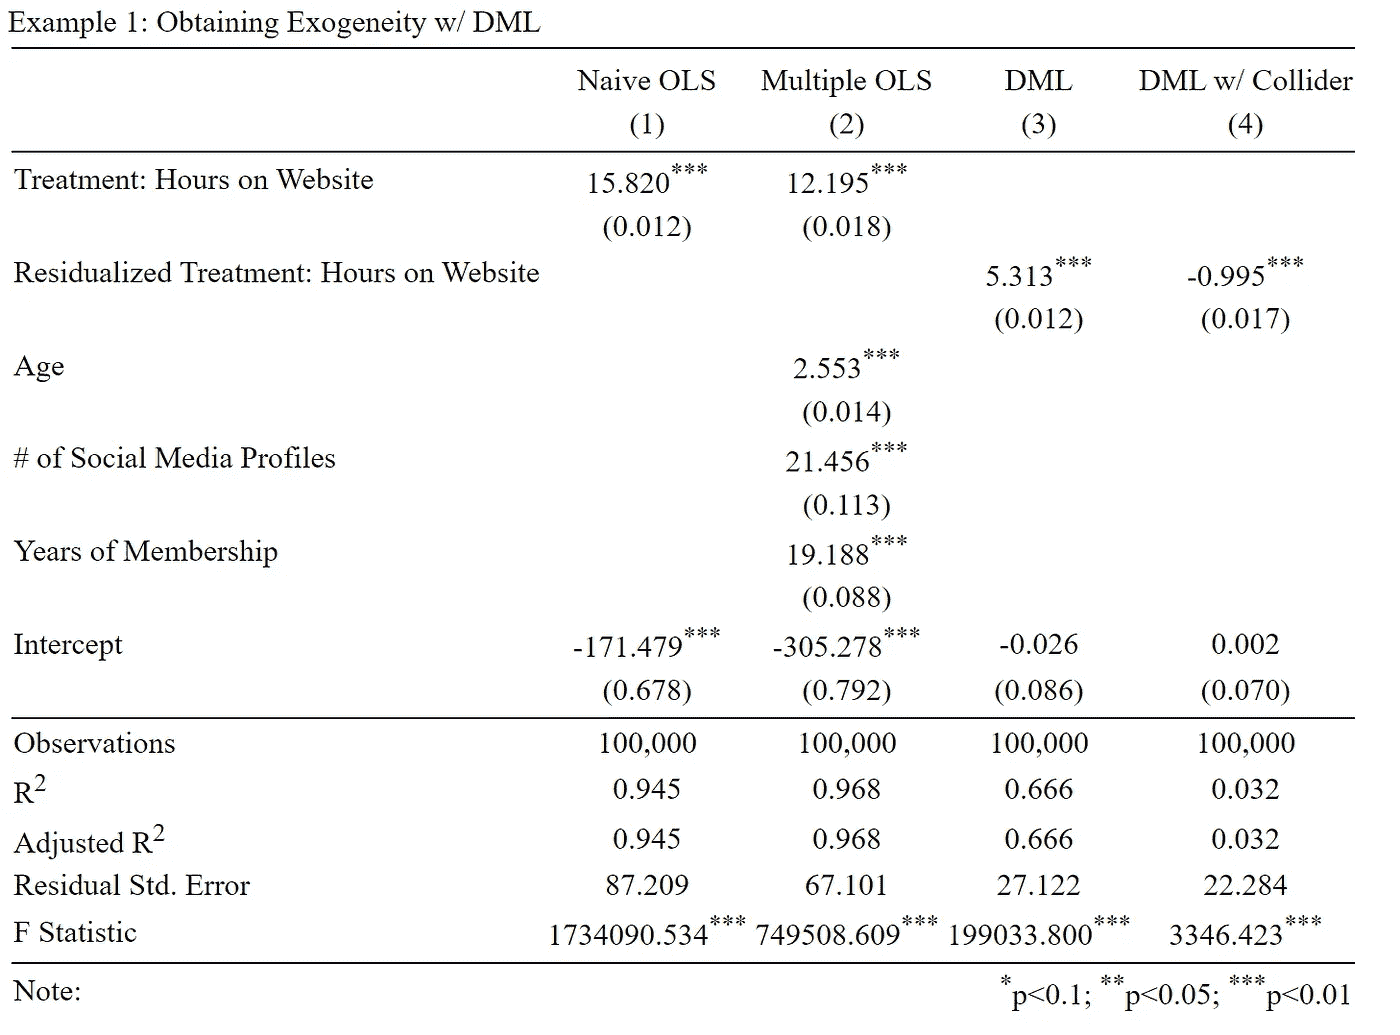 Example 1: Obtaining Exogeneity w/ DML
Naive OLS Multiple OLS DML DML w/ Collider
(1) (2) (3) (4)
Treatment: Hours on Website 15.820*** 12.195***
(0.012) (0.018)
Residualized Treatment: Hours on Website 5.313*** -0.995***
(0.012) (0.017)
Age 2.553***
(0.014)
# of Social Media Profiles 21.456***
(0.113)
Years of Membership 19.188***
(0.088)
Intercept -171.479*** -305.278*** -0.026 0.002
(0.678) (0.792) (0.086) (0.070)
Observations 100,000 100,000 100,000 100,000
R2 0.945 0.968 0.666 0.032
Adjusted R2 0.945 0.968 0.666 0.032
Residual Std. Error 87.209 67.101 27.122 22.284
F Statistic 1734090.534*** 749508.609*** 199033.800*** 3346.423***
Note: *p<0.1; **p<0.05; ***p<0.01